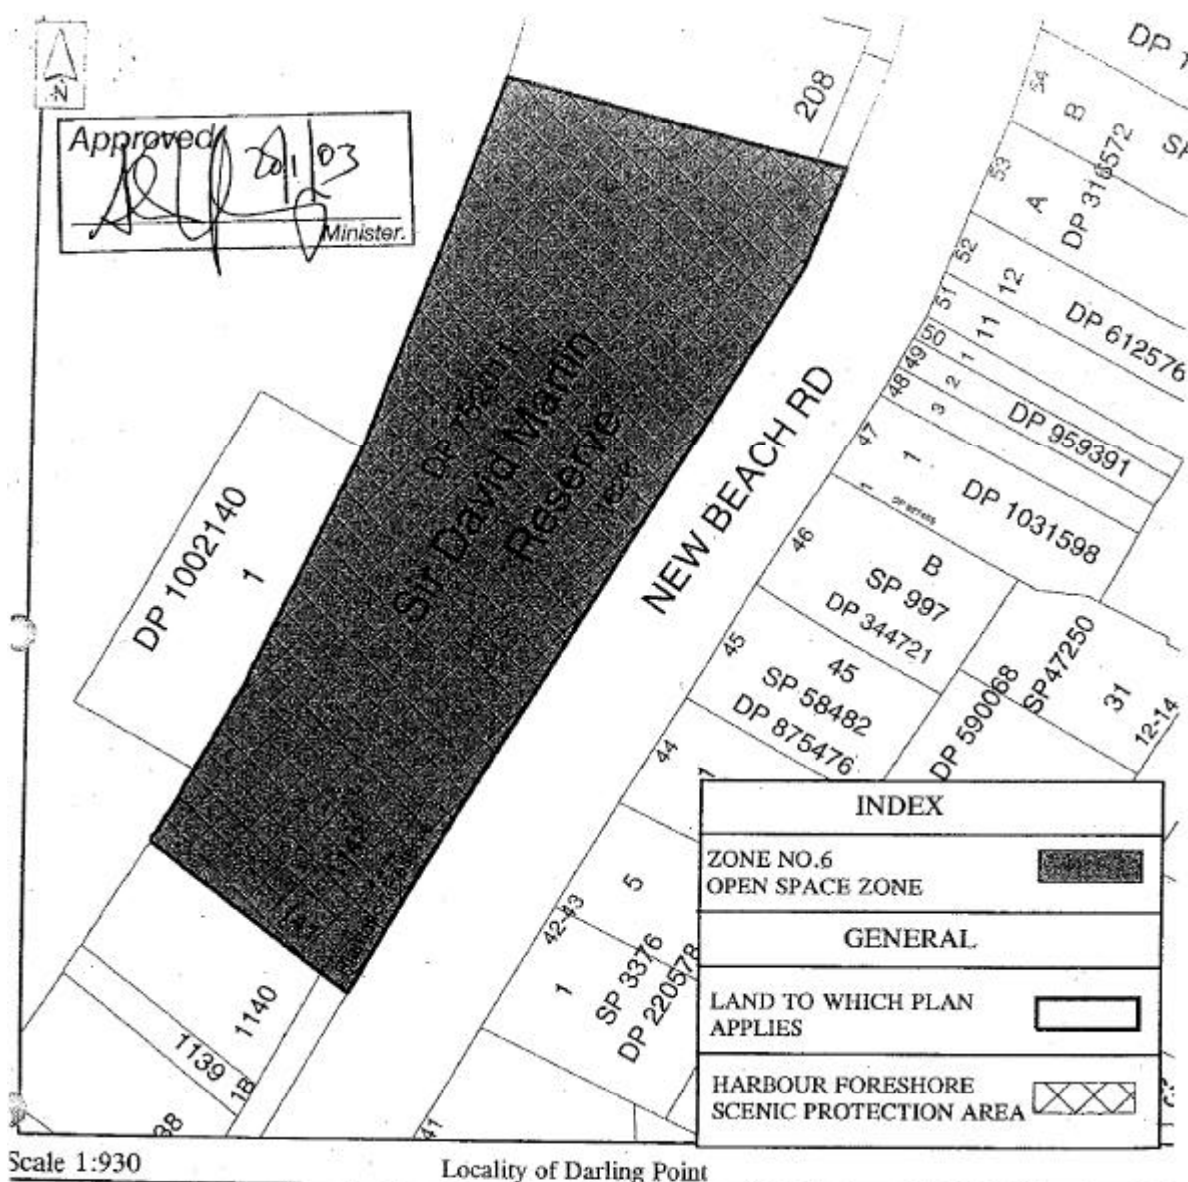 N
Approved
20/1/03
Minister.
208
DP 1
54
B
SP
53
A
DP 316572
52
12
DP 612576
51
11
50
49
1
48
2
3
DP 959391
47
1
DP 1031598
1
46
B
SP 997
DP 344721
45
45
SP 58482
DP 875476
SP47250
31
12-14
DP 590068
44
1
42-43
5
1
SP 3376
DP 220578
41
NEW BEACH RD
Sir David Martin
Reserve
DP 1002140
1
1140
1139
1B
38
INDEX
ZONE NO.6
OPEN SPACE ZONE
GENERAL
LAND TO WHICH PLAN
APPLIES
HARBOUR FORESHORE
SCENIC PROTECTION AREA
Scale 1:930
Locality of Darling Point